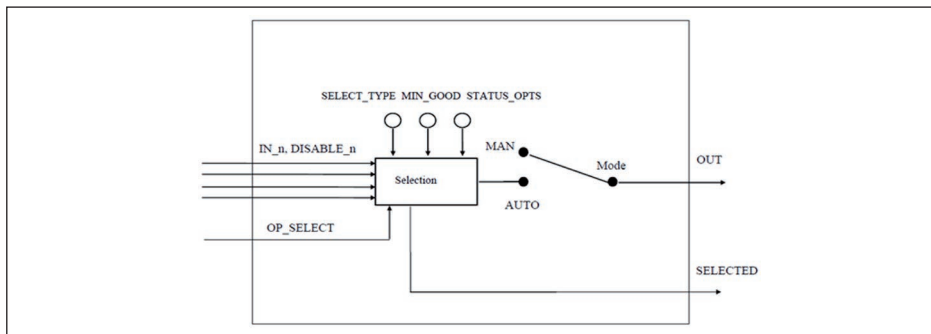 SELECT_TYPE MIN_GOOD STATUS_OPTS
IN_n, DISABLE_n
MAN
Mode
OUT
Selection
AUTO
OP_SELECT
SELECTED